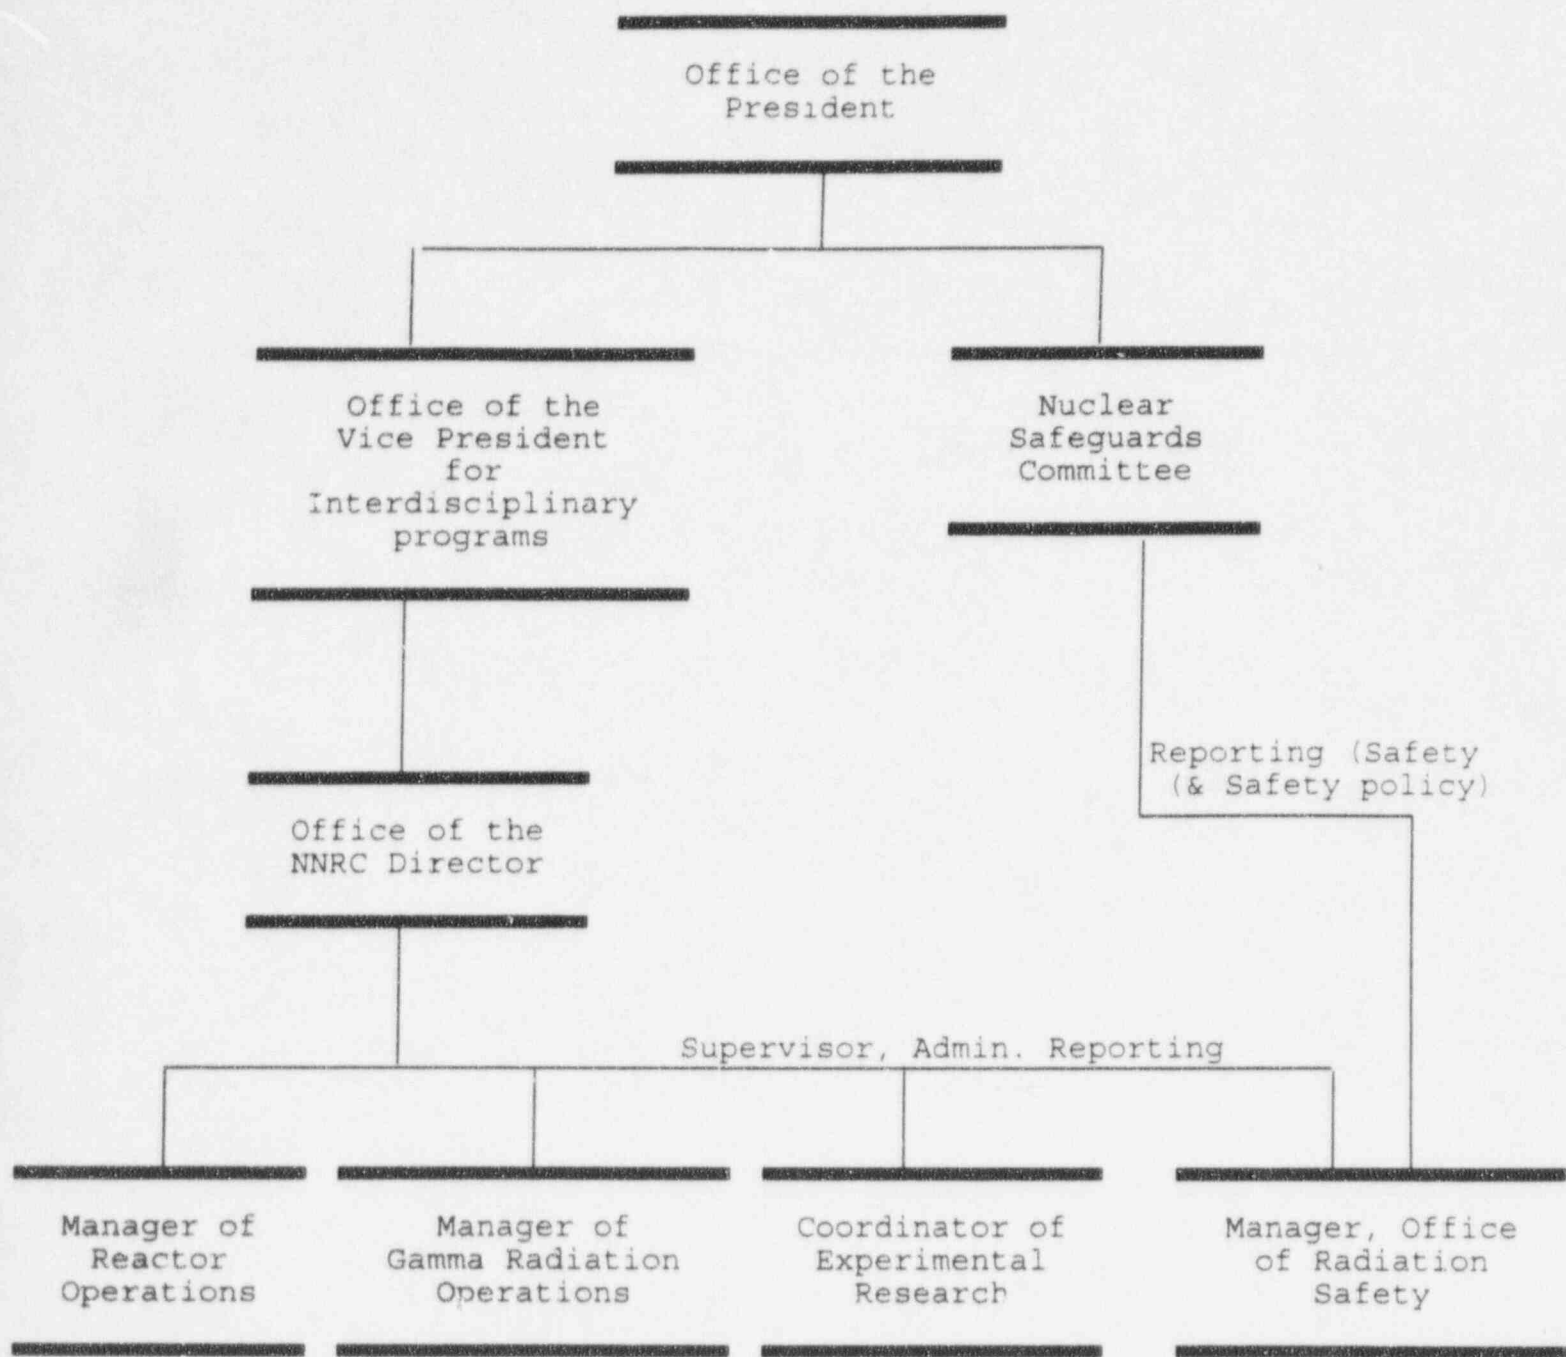 Office of the
President
Office of the
Vice President
for
Interdisciplinary
programs
Nuclear
Safeguards
Committee
Reporting (Safety
(& Safety policy)
Office of the
NNRC Director
Supervisor, Admin. Reporting
Manager of
Reactor
Operations
Manager of
Gamma Radiation
Operations
Coordinator of
Experimental
Research
Manager, Office
of Radiation
Safety